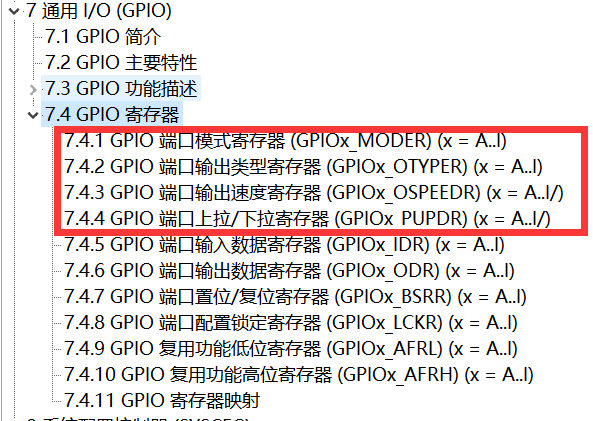 7 通用 I/O (GPIO)
7.1 GPIO 简介
7.2 GPIO 主要特性
7.3 GPIO 功能描述
7.4 GPIO 寄存器
7.4.1 GPIO 端口模式寄存器 (GPIOx_MODER) (x = A..I)
7.4.2 GPIO 端口输出类型寄存器 (GPIOx_OTYPER) (x = A..I)
7.4.3 GPIO 端口输出速度寄存器 (GPIOx_OSPEEDR) (x = A..I/)
7.4.4 GPIO 端口上拉/下拉寄存器 (GPIOx_PUPDR) (x = A..I/)
7.4.5 GPIO 端口输入数据寄存器 (GPIOx_IDR) (x = A..I)
7.4.6 GPIO 端口输出数据寄存器 (GPIOx_ODR) (x = A..I)
7.4.7 GPIO 端口置位/复位寄存器 (GPIOx_BSRR) (x = A..I)
7.4.8 GPIO 端口配置锁定寄存器 (GPIOx_LCKR) (x = A..I)
7.4.9 GPIO 复用功能低位寄存器 (GPIOx_AFRL) (x = A..I)
7.4.10 GPIO 复用功能高位寄存器 (GPIOx_AFRH) (x = A..I)
7.4.11 GPIO 寄存器映射